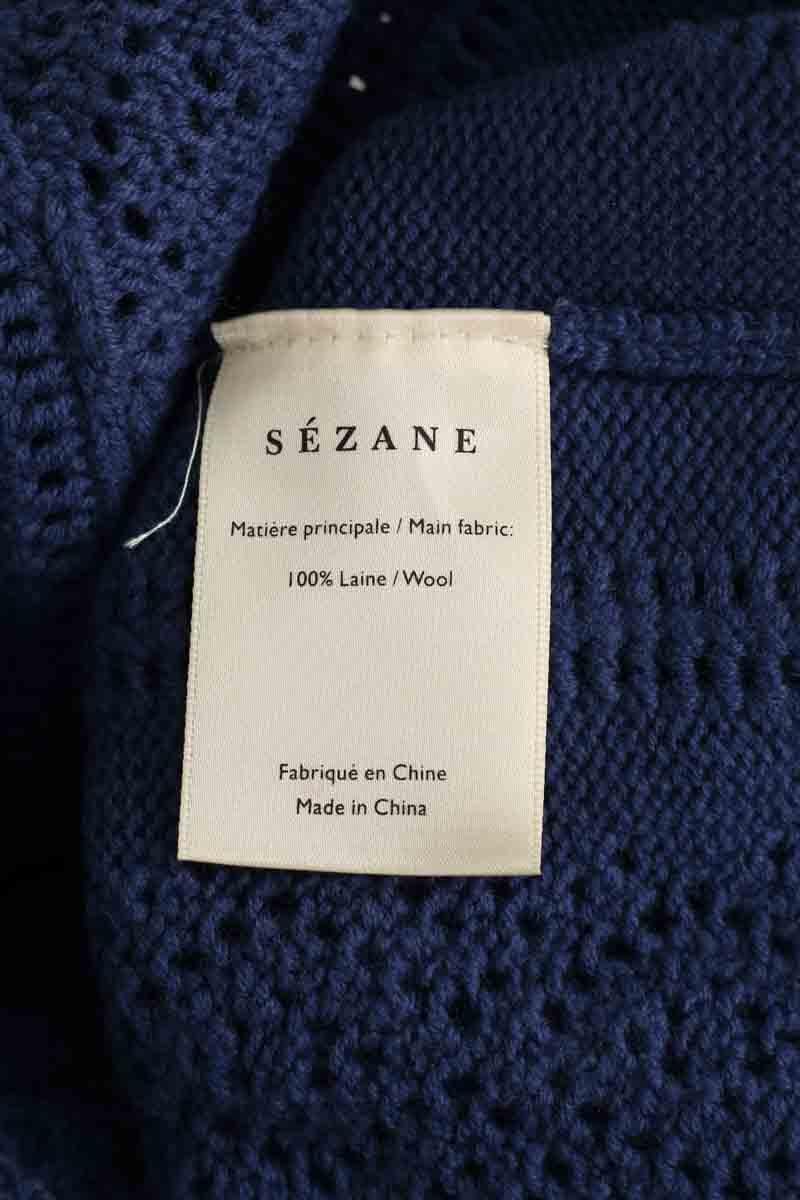 SÉZANE
Matière principale / Main fabric:
100% Laine / Wool
Fabriqué en Chine
Made in China